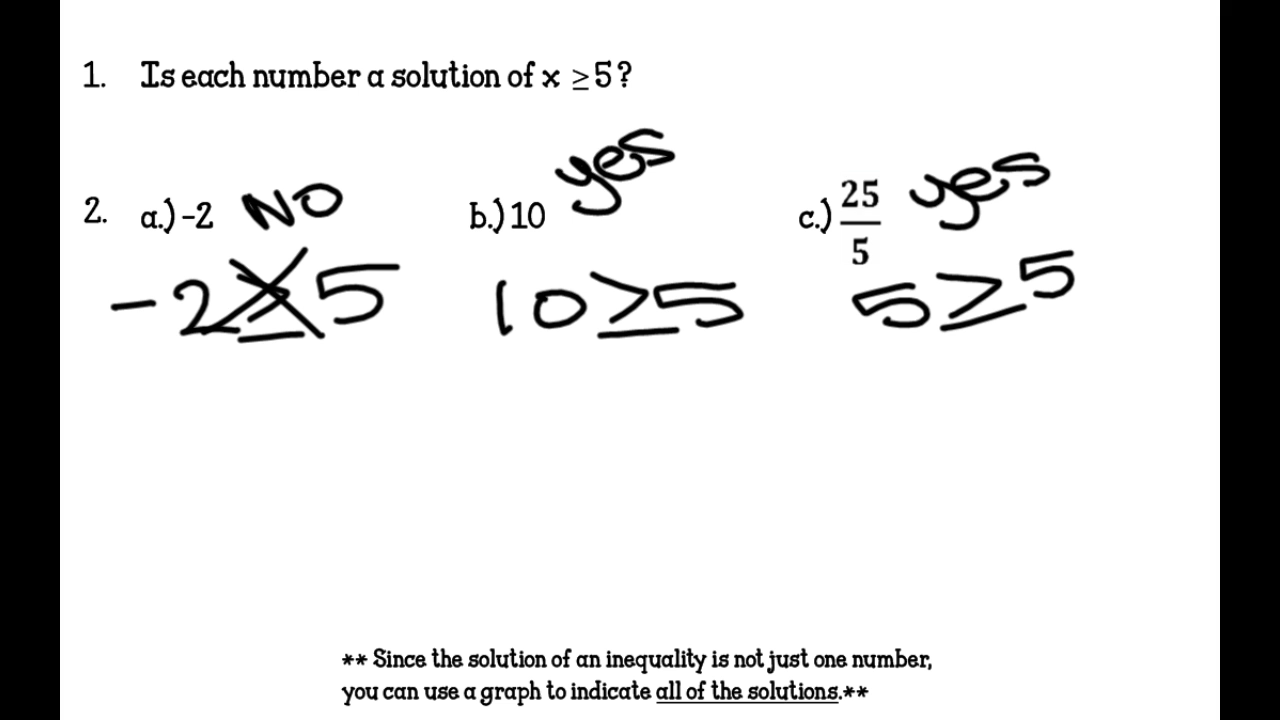 1. Is each number a solution of x ≥5?
2. a.) -2 NO b.) 10 yes c.) 25/5 yes
-2 ≥ 5 10 ≥ 5 5 ≥ 5
** Since the solution of an inequality is not just one number,
you can use a graph to indicate all of the solutions.**